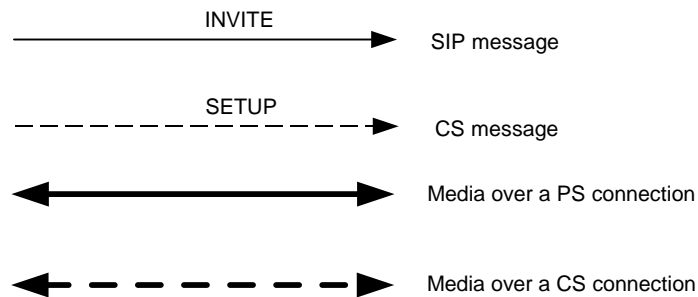 INVITE
SIP message
SETUP
CS message
Media over a PS connection
Media over a CS connection